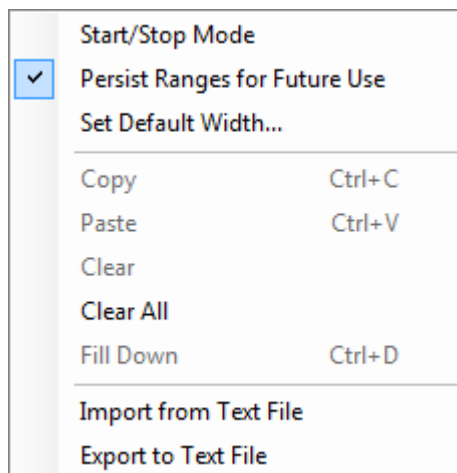 Start/Stop Mode
Persist Ranges for Future Use
Set Default Width...
Copy Ctrl+C
Paste Ctrl+V
Clear
Clear All
Fill Down Ctrl+D
Import from Text File
Export to Text File